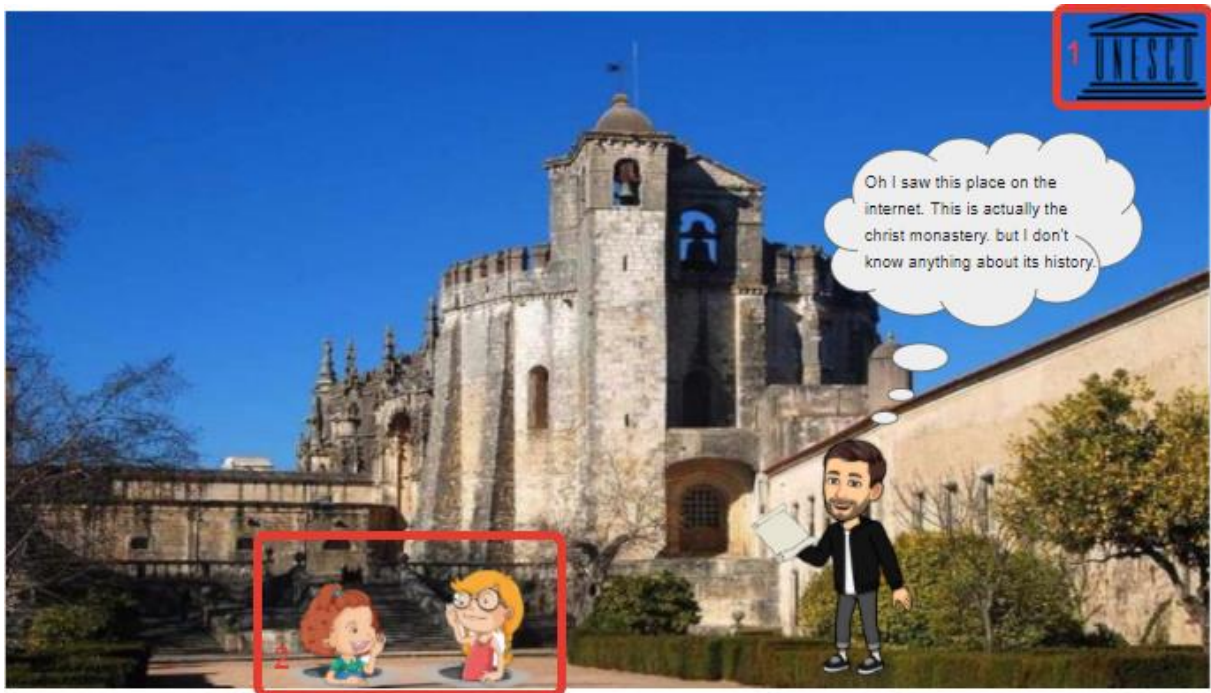 1
UNESCO
Oh I saw this place on the
internet. This is actually the
christ monastery. but I don't
know anything about its history.
2